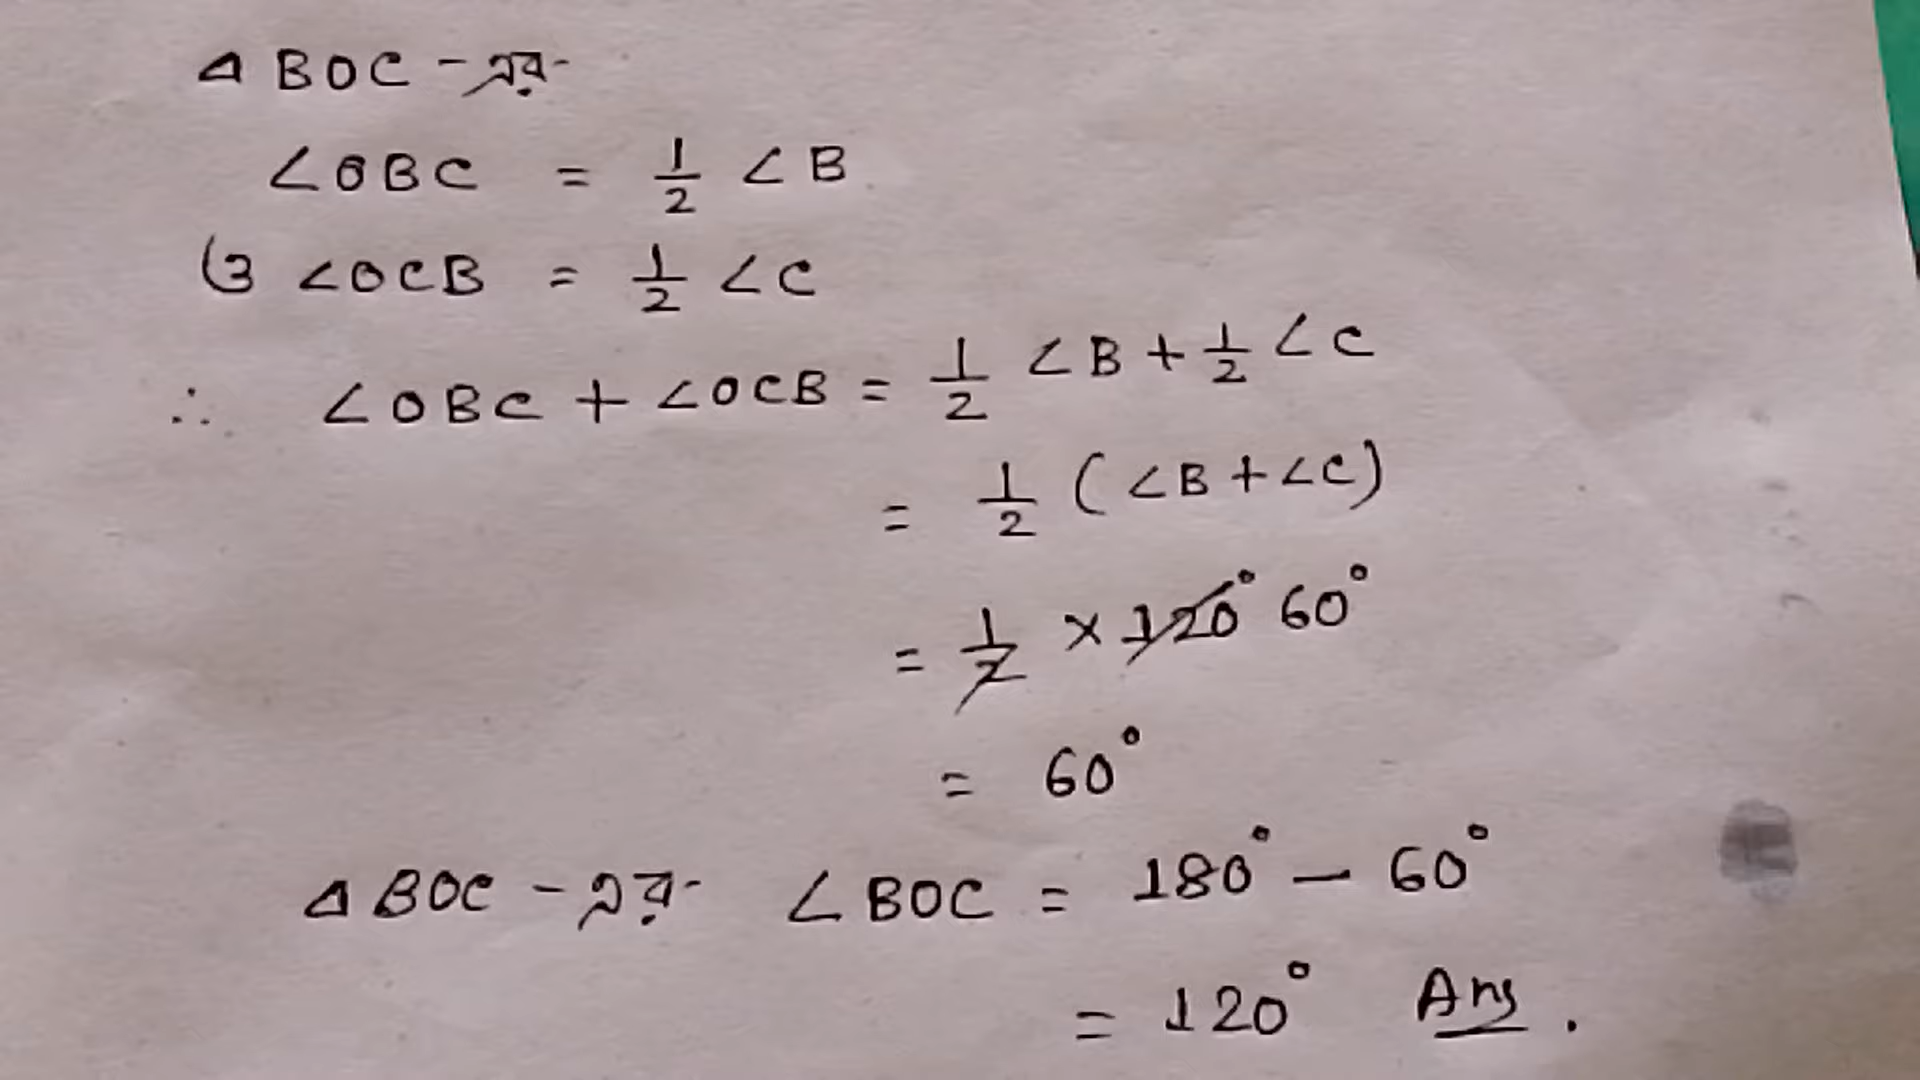 △ BOC - এর
∠OBC = 1/2 ∠B
ও ∠OCB = 1/2 ∠C
∴ ∠OBC + ∠OCB = 1/2 ∠B + 1/2 ∠C
= 1/2 (∠B + ∠C)
= 1/2 × 120° 60°
= 60°
△ BOC - এর ∠BOC = 180° - 60°
= 120° Ans.